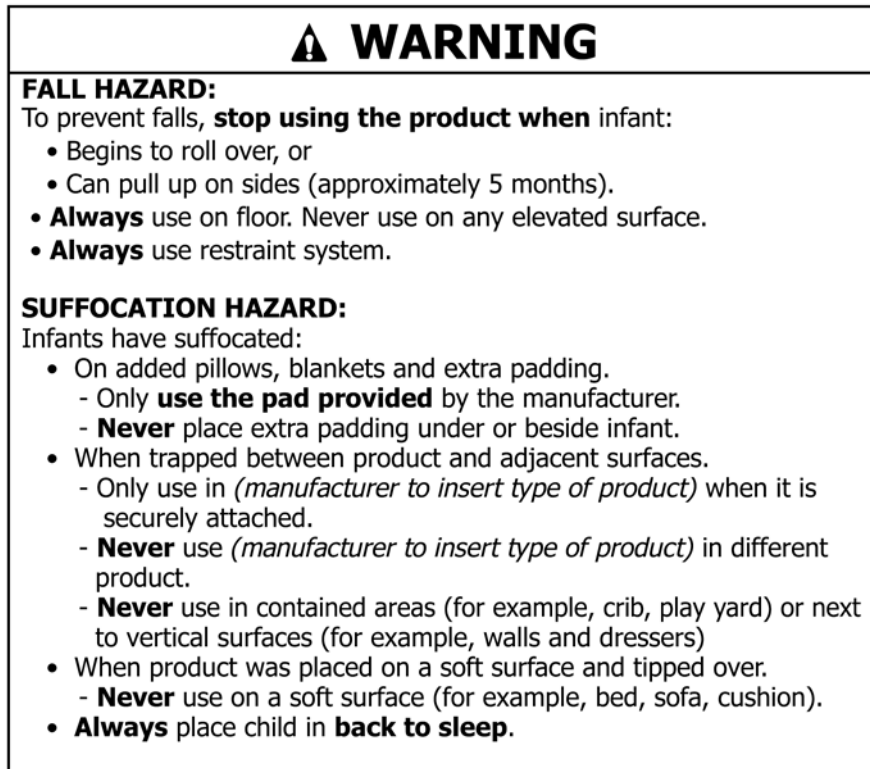 ⚠ WARNING
FALL HAZARD:
To prevent falls, stop using the product when infant:
• Begins to roll over, or
• Can pull up on sides (approximately 5 months).
• Always use on floor. Never use on any elevated surface.
• Always use restraint system.
SUFFOCATION HAZARD:
Infants have suffocated:
• On added pillows, blankets and extra padding.
- Only use the pad provided by the manufacturer.
- Never place extra padding under or beside infant.
• When trapped between product and adjacent surfaces.
- Only use in (manufacturer to insert type of product) when it is
securely attached.
- Never use (manufacturer to insert type of product) in different
product.
- Never use in contained areas (for example, crib, play yard) or next
to vertical surfaces (for example, walls and dressers)
• When product was placed on a soft surface and tipped over.
- Never use on a soft surface (for example, bed, sofa, cushion).
• Always place child in back to sleep.